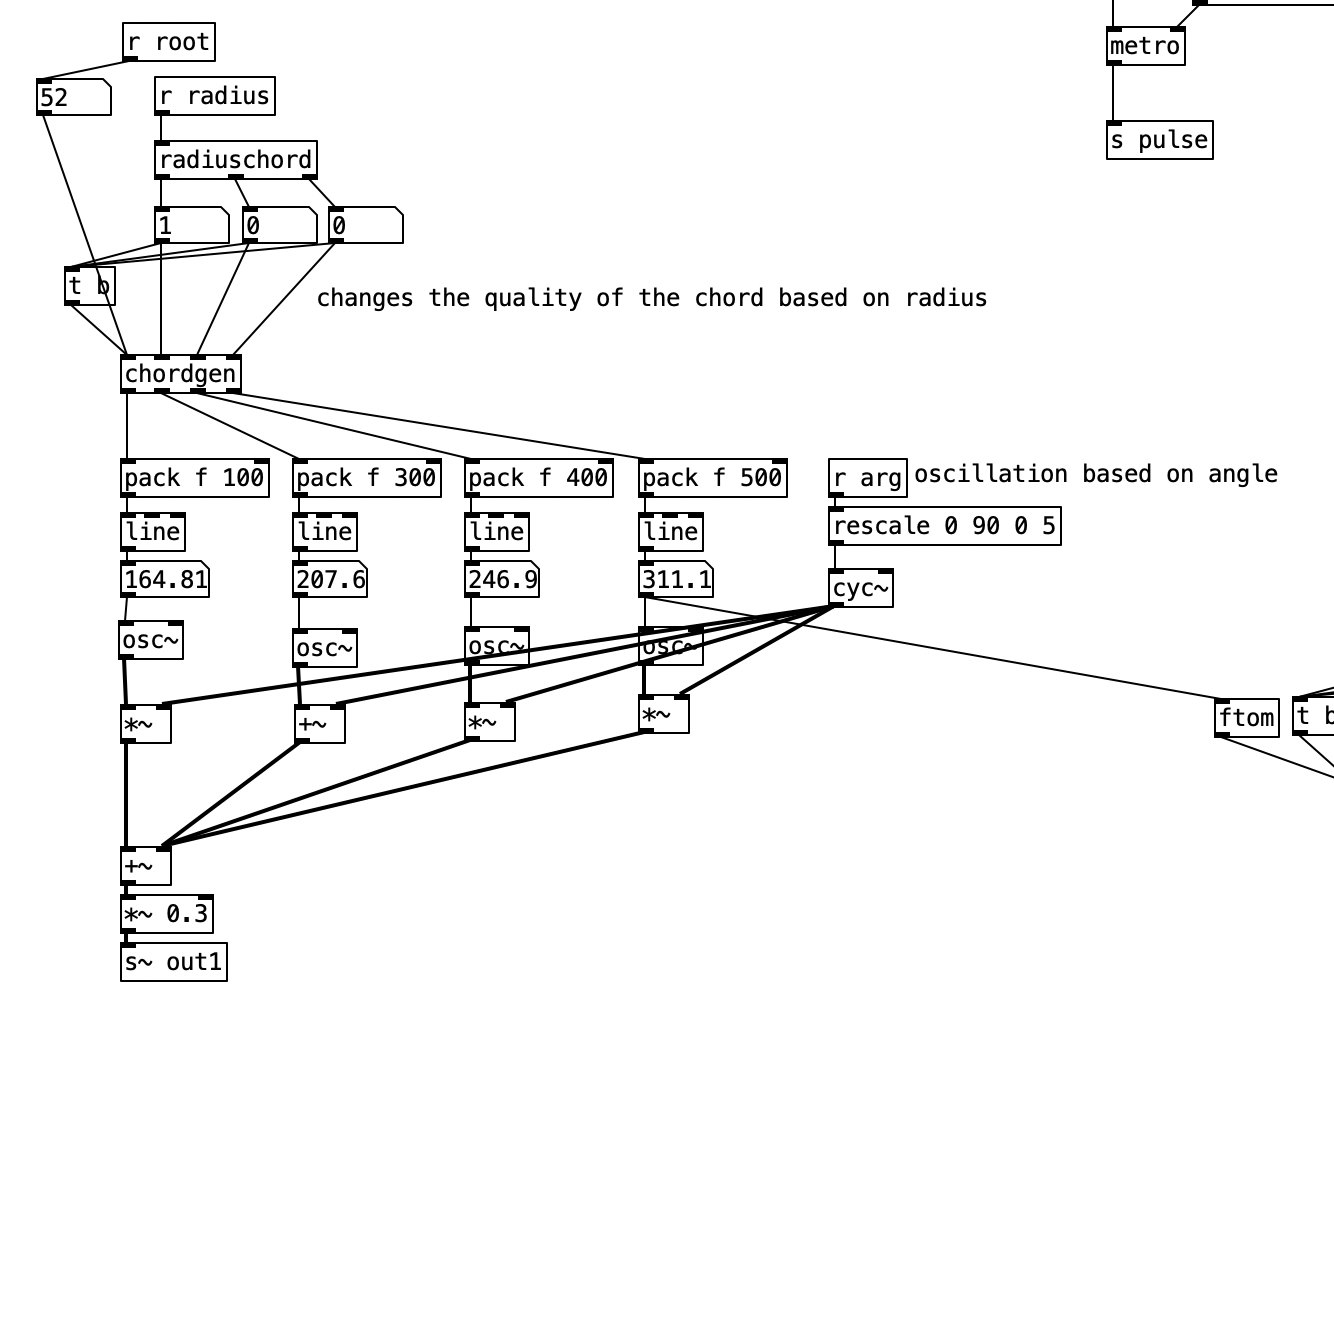 r root
metro
52
r radius
s pulse
radiuschord
1
0
0
t b
changes the quality of the chord based on radius
chordgen
pack f 100
pack f 300
pack f 400
pack f 500
r arg
oscillation based on angle
line
line
line
line
rescale 0 90 0 5
164.81
207.6
246.9
311.1
cyc~
osc~
osc~
osc~
osc~
*~
+~
*~
*~
ftom
t b
+~
*~ 0.3
s~ out1